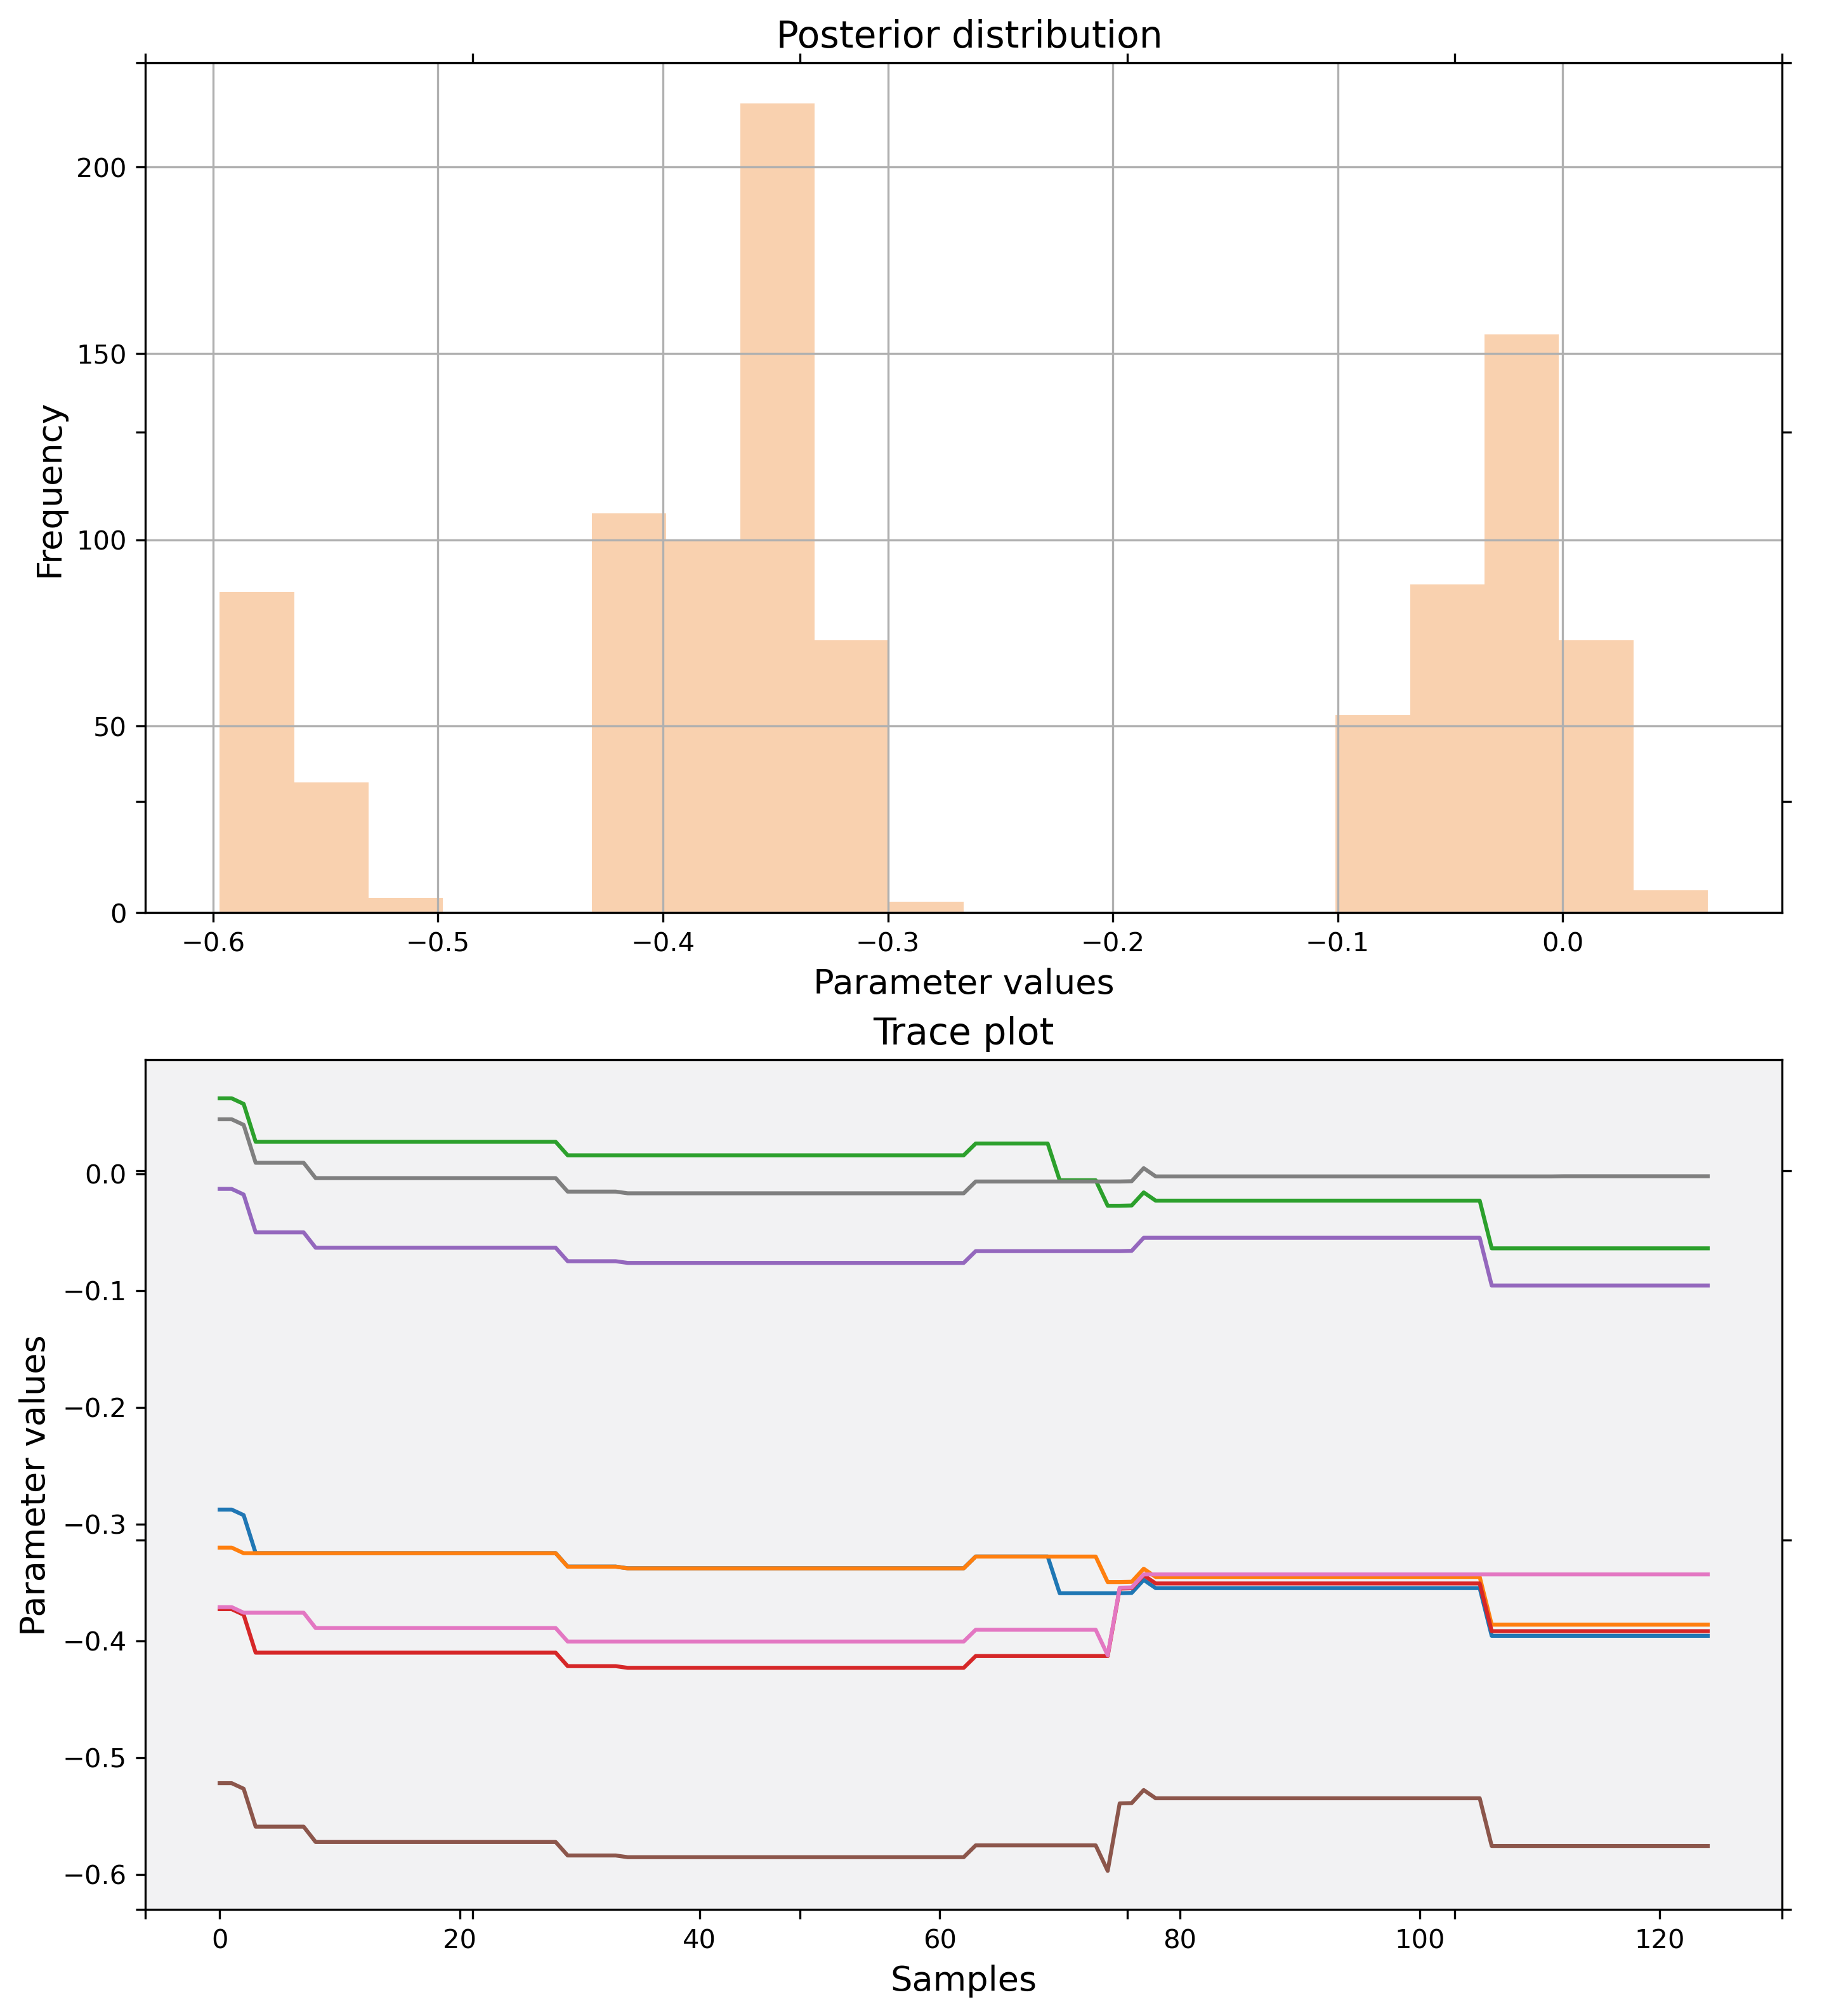 Posterior distribution
200
150
100
50
0
Frequency
−0.6 −0.5 −0.4 −0.3 −0.2 −0.1 0.0
Parameter values
Trace plot
0.0
−0.1
−0.2
−0.3
−0.4
−0.5
−0.6
Parameter values
0 20 40 60 80 100 120
Samples